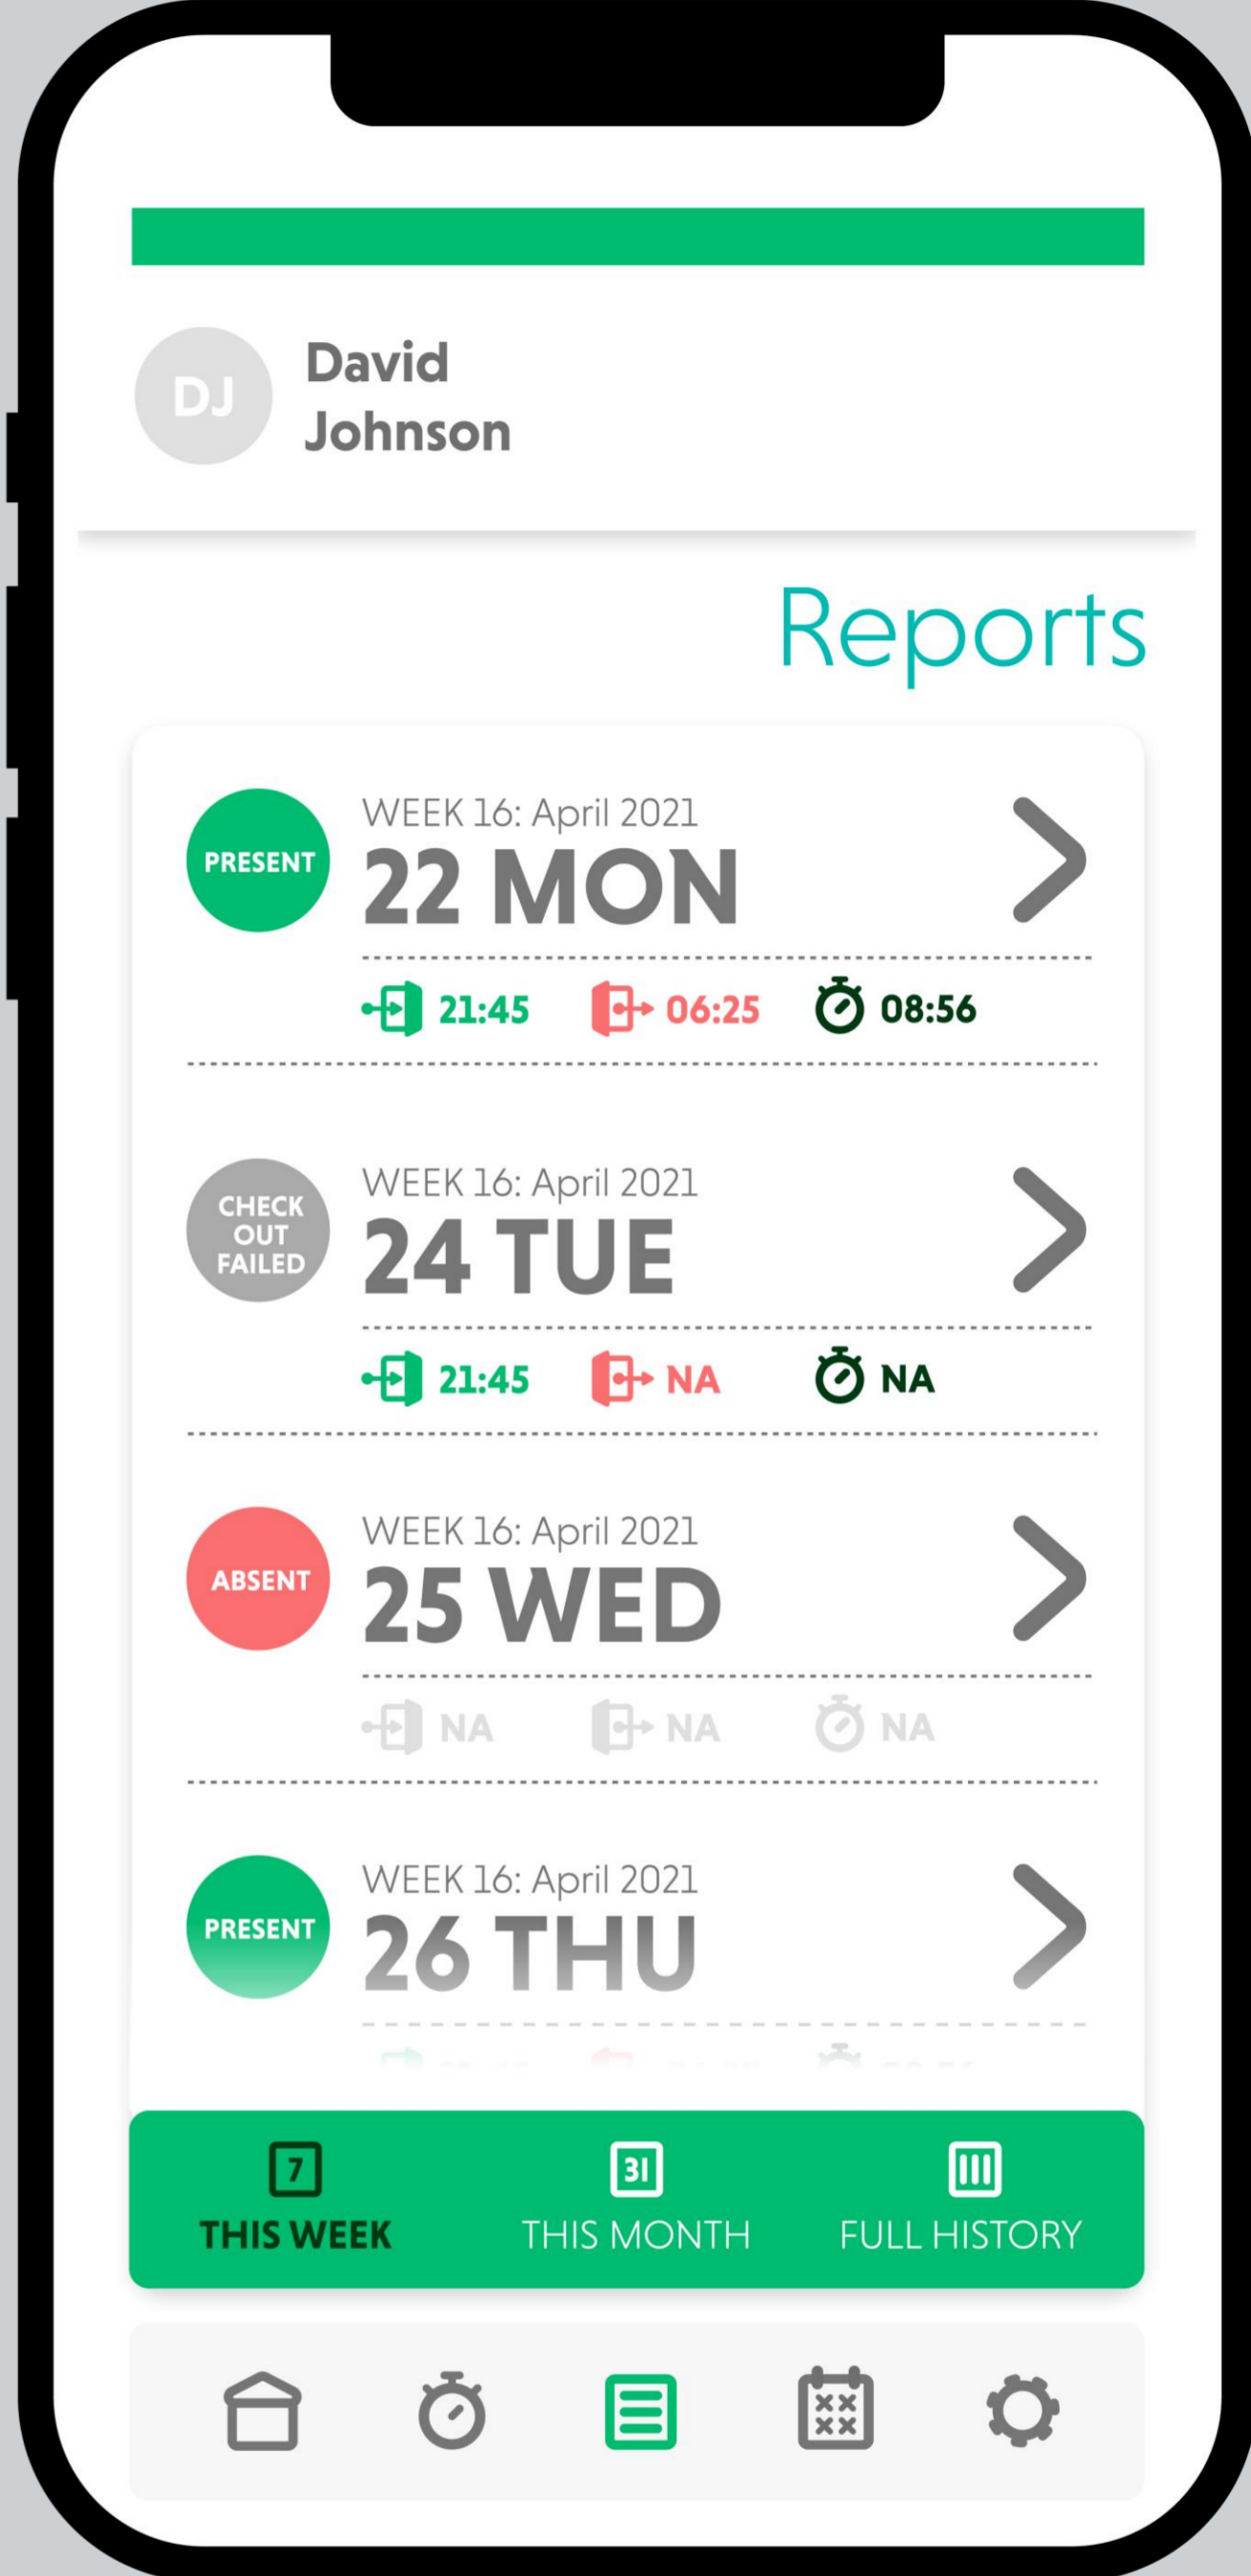 DJ
David
Johnson
Reports
PRESENT
WEEK 16: April 2021
22 MON
21:45 06:25 08:56
CHECK
OUT
FAILED
WEEK 16: April 2021
24 TUE
21:45 NA NA
ABSENT
WEEK 16: April 2021
25 WED
NA NA NA
PRESENT
WEEK 16: April 2021
26 THU
7 31
THIS WEEK THIS MONTH FULL HISTORY